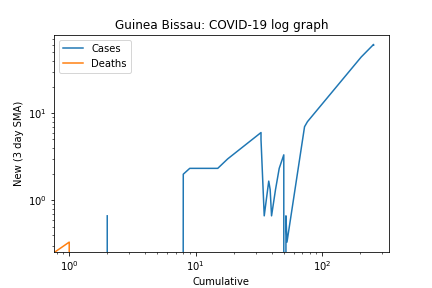 Guinea Bissau: COVID-19 log graph
Cases
Deaths
New (3 day SMA)
10¹
10⁰
10⁰ 10¹ 10²
Cumulative